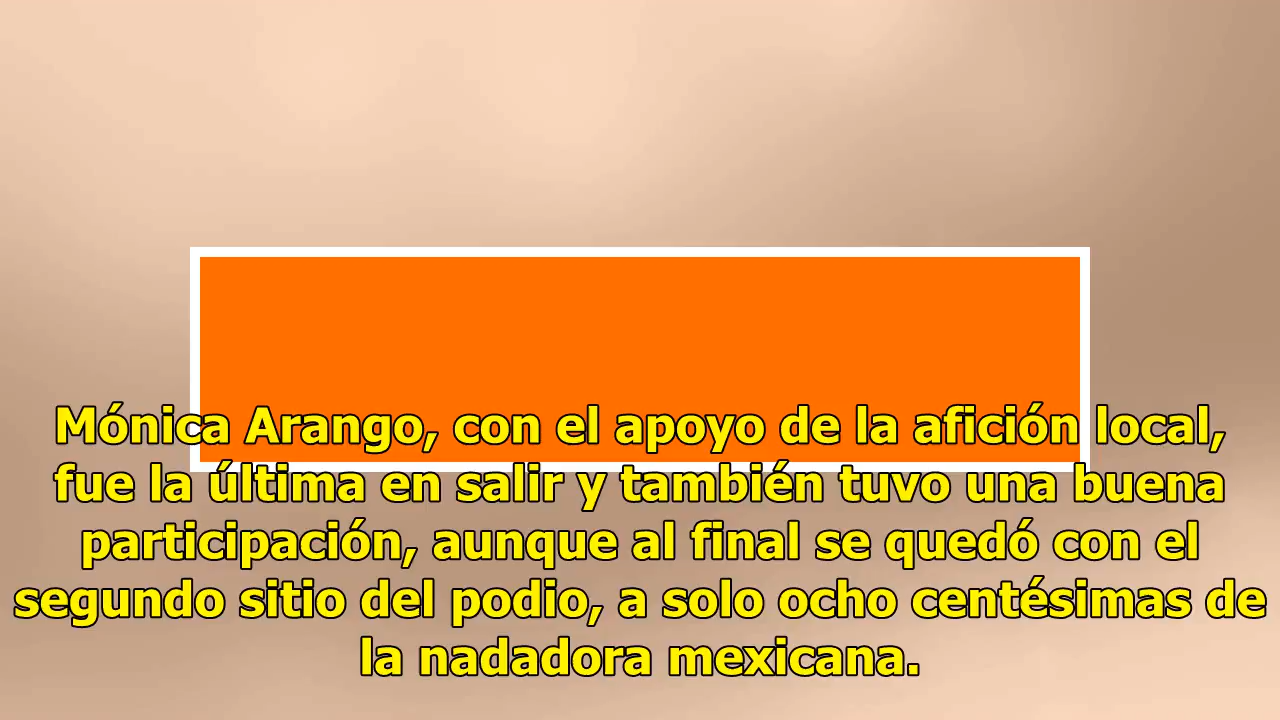 Mónica Arango, con el apoyo de la afición local,
fue la última en salir y también tuvo una buena
participación, aunque al final se quedó con el
segundo sitio del podio, a solo ocho centésimas de
la nadadora mexicana.